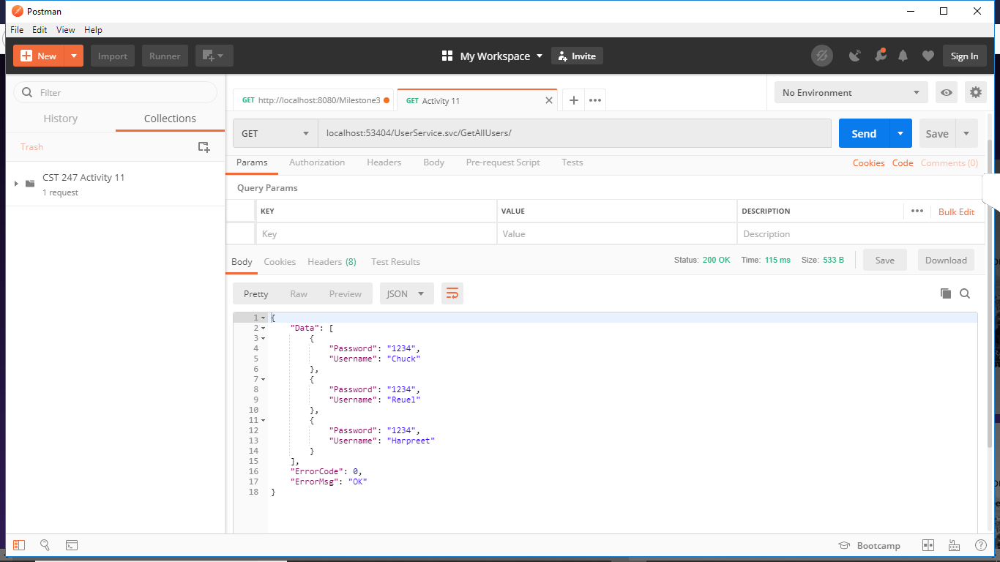 Postman
File Edit View Help
New Import Runner My Workspace Invite Sign In
Filter
History Collections
Trash
CST 247 Activity 11
1 request
GET http://localhost:8080/Milestone3 GET Activity 11
No Environment
GET localhost:53404/UserService.svc/GetAllUsers/ Send Save
Params Authorization Headers Body Pre-request Script Tests Cookies Code Comments (0)
Query Params
KEY VALUE DESCRIPTION Bulk Edit
Key Value Description
Body Cookies Headers (8) Test Results Status: 200 OK Time: 115 ms Size: 533 B Save Download
Pretty Raw Preview JSON
1 {
2 "Data": [
3 {
4 "Password": "1234",
5 "Username": "Chuck"
6 },
7 {
8 "Password": "1234",
9 "Username": "Reuel"
10 },
11 {
12 "Password": "1234",
13 "Username": "Harpreet"
14 }
15 ],
16 "ErrorCode": 0,
17 "ErrorMsg": "OK"
18 }
Bootcamp